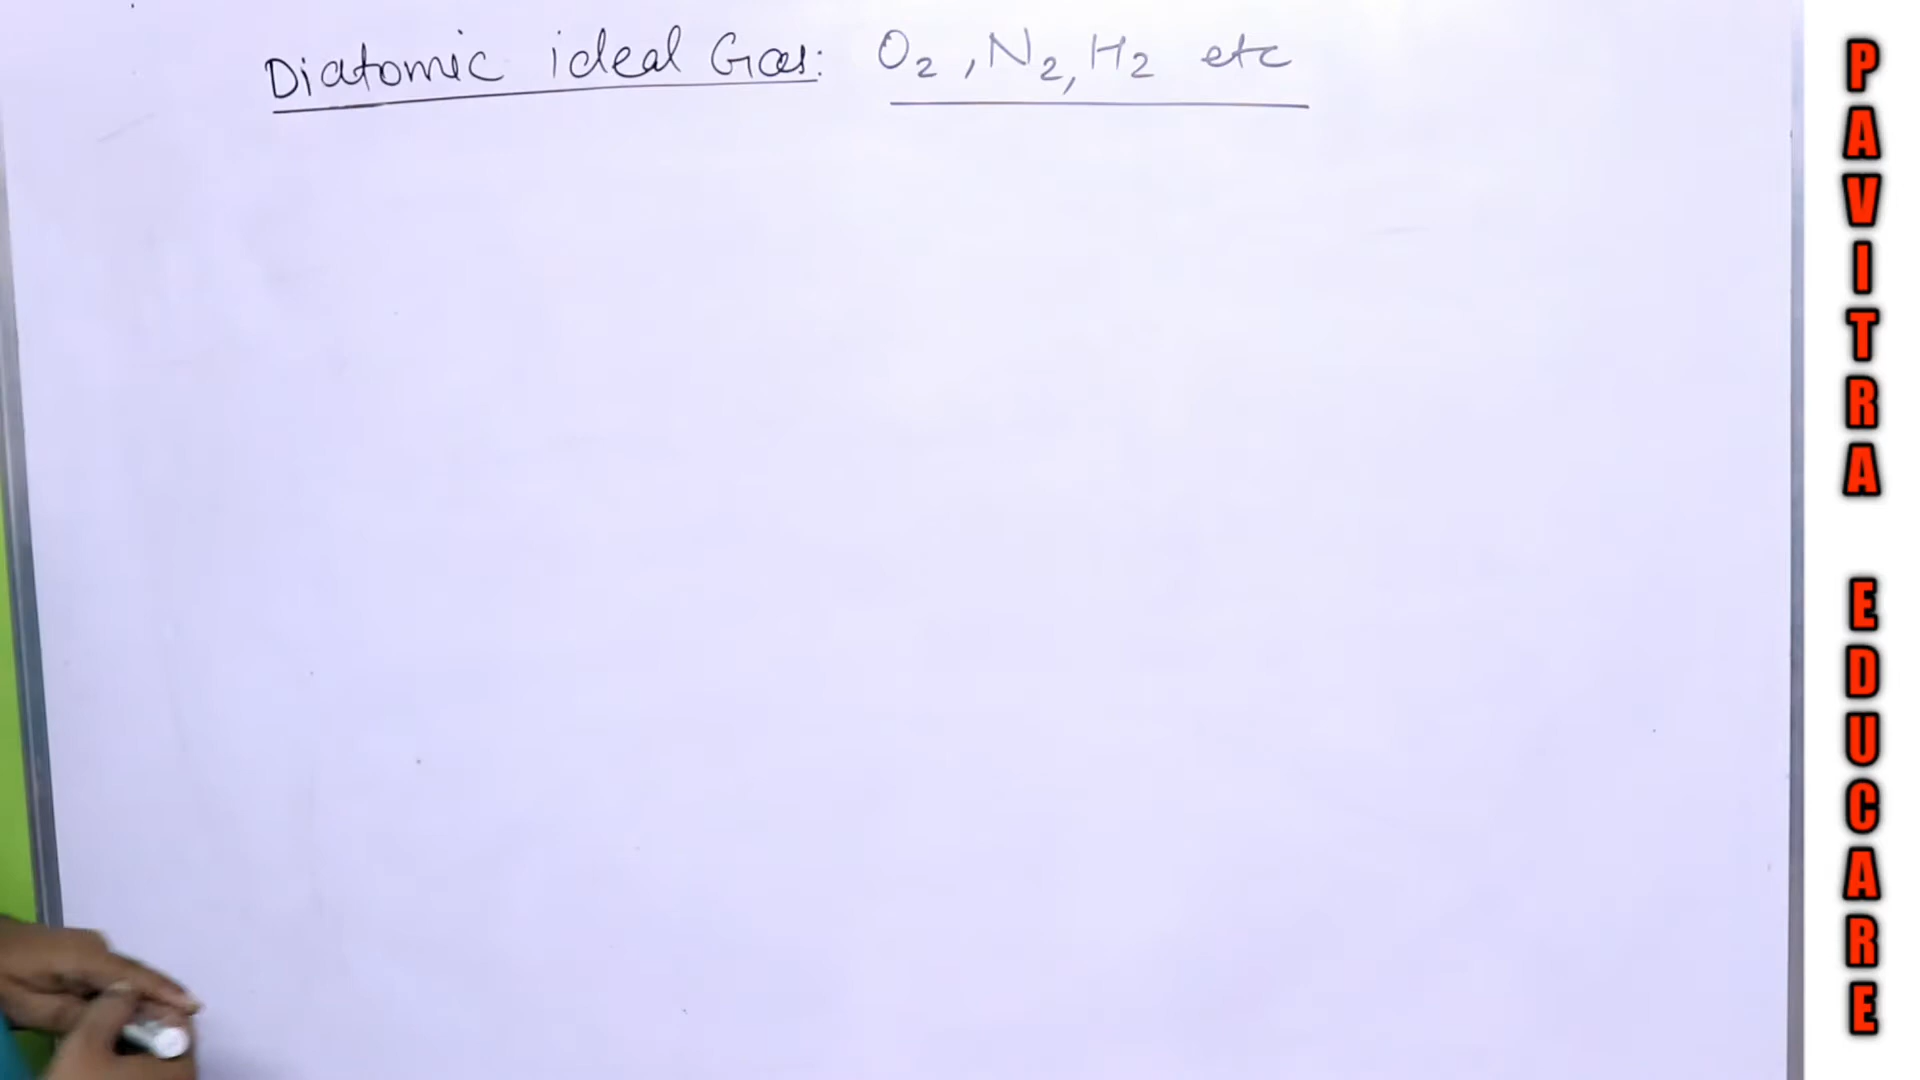 Diatomic ideal Gas: O₂, N₂, H₂ etc
PAVITRA EDUCARE